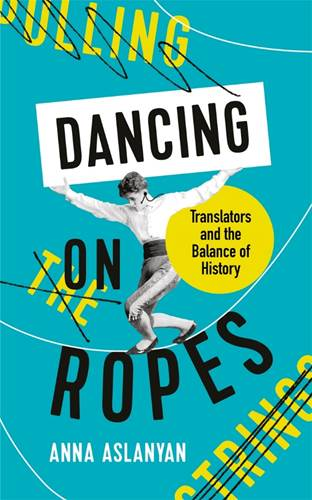 PULLING
DANCING
Translators
and the
Balance of
History
THE
ON
ROPES
STRINGS
ANNA ASLANYAN